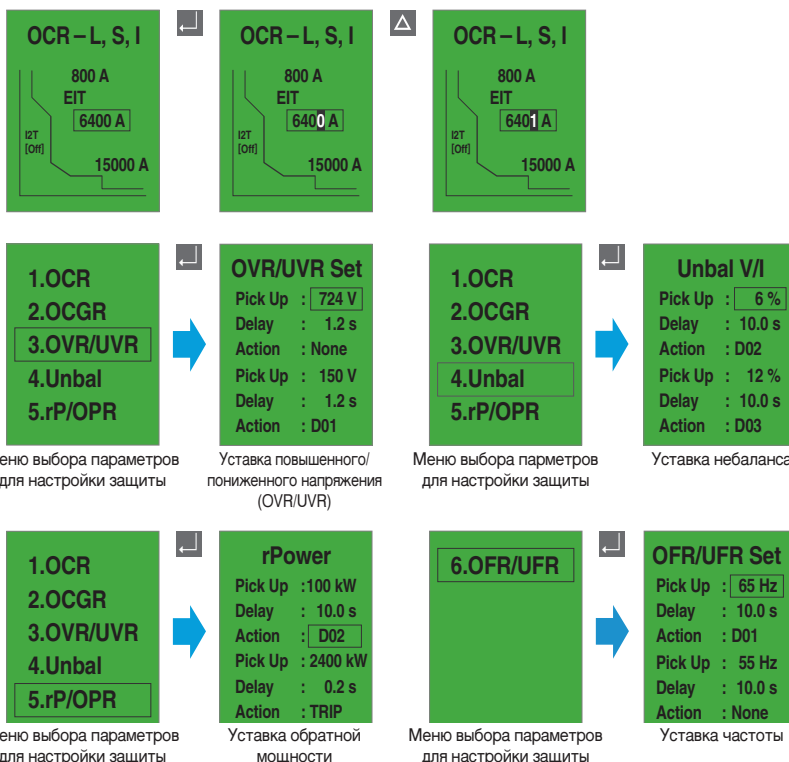 OCR – L, S, I
800 A
EIT
6400 A
I2T
[Off]
15000 A
OCR – L, S, I
800 A
EIT
6400 A
I2T
[Off]
15000 A
OCR – L, S, I
800 A
EIT
6401 A
I2T
[Off]
15000 A
1.OCR
2.OCGR
3.OVR/UVR
4.Unbal
5.rP/OPR
еню выбора параметров
для настройки защиты
OVR/UVR Set
Pick Up : 724 V
Delay : 1.2 s
Action : None
Pick Up : 150 V
Delay : 1.2 s
Action : D01
Уставка повышенного/
пониженного напряжения
(OVR/UVR)
1.OCR
2.OCGR
3.OVR/UVR
4.Unbal
5.rP/OPR
Меню выбора парметров
для настройки защиты
Unbal V/I
Pick Up : 6 %
Delay : 10.0 s
Action : D02
Pick Up : 12 %
Delay : 10.0 s
Action : D03
Уставка небаланса
1.OCR
2.OCGR
3.OVR/UVR
4.Unbal
5.rP/OPR
еню выбора параметров
для настройки защиты
rPower
Pick Up :100 kW
Delay : 10.0 s
Action : D02
Pick Up : 2400 kW
Delay : 0.2 s
Action : TRIP
Уставка обратной
мощности
6.OFR/UFR
Меню выбора параметров
для настройки защиты
OFR/UFR Set
Pick Up : 65 Hz
Delay : 10.0 s
Action : D01
Pick Up : 55 Hz
Delay : 10.0 s
Action : None
Уставка частоты